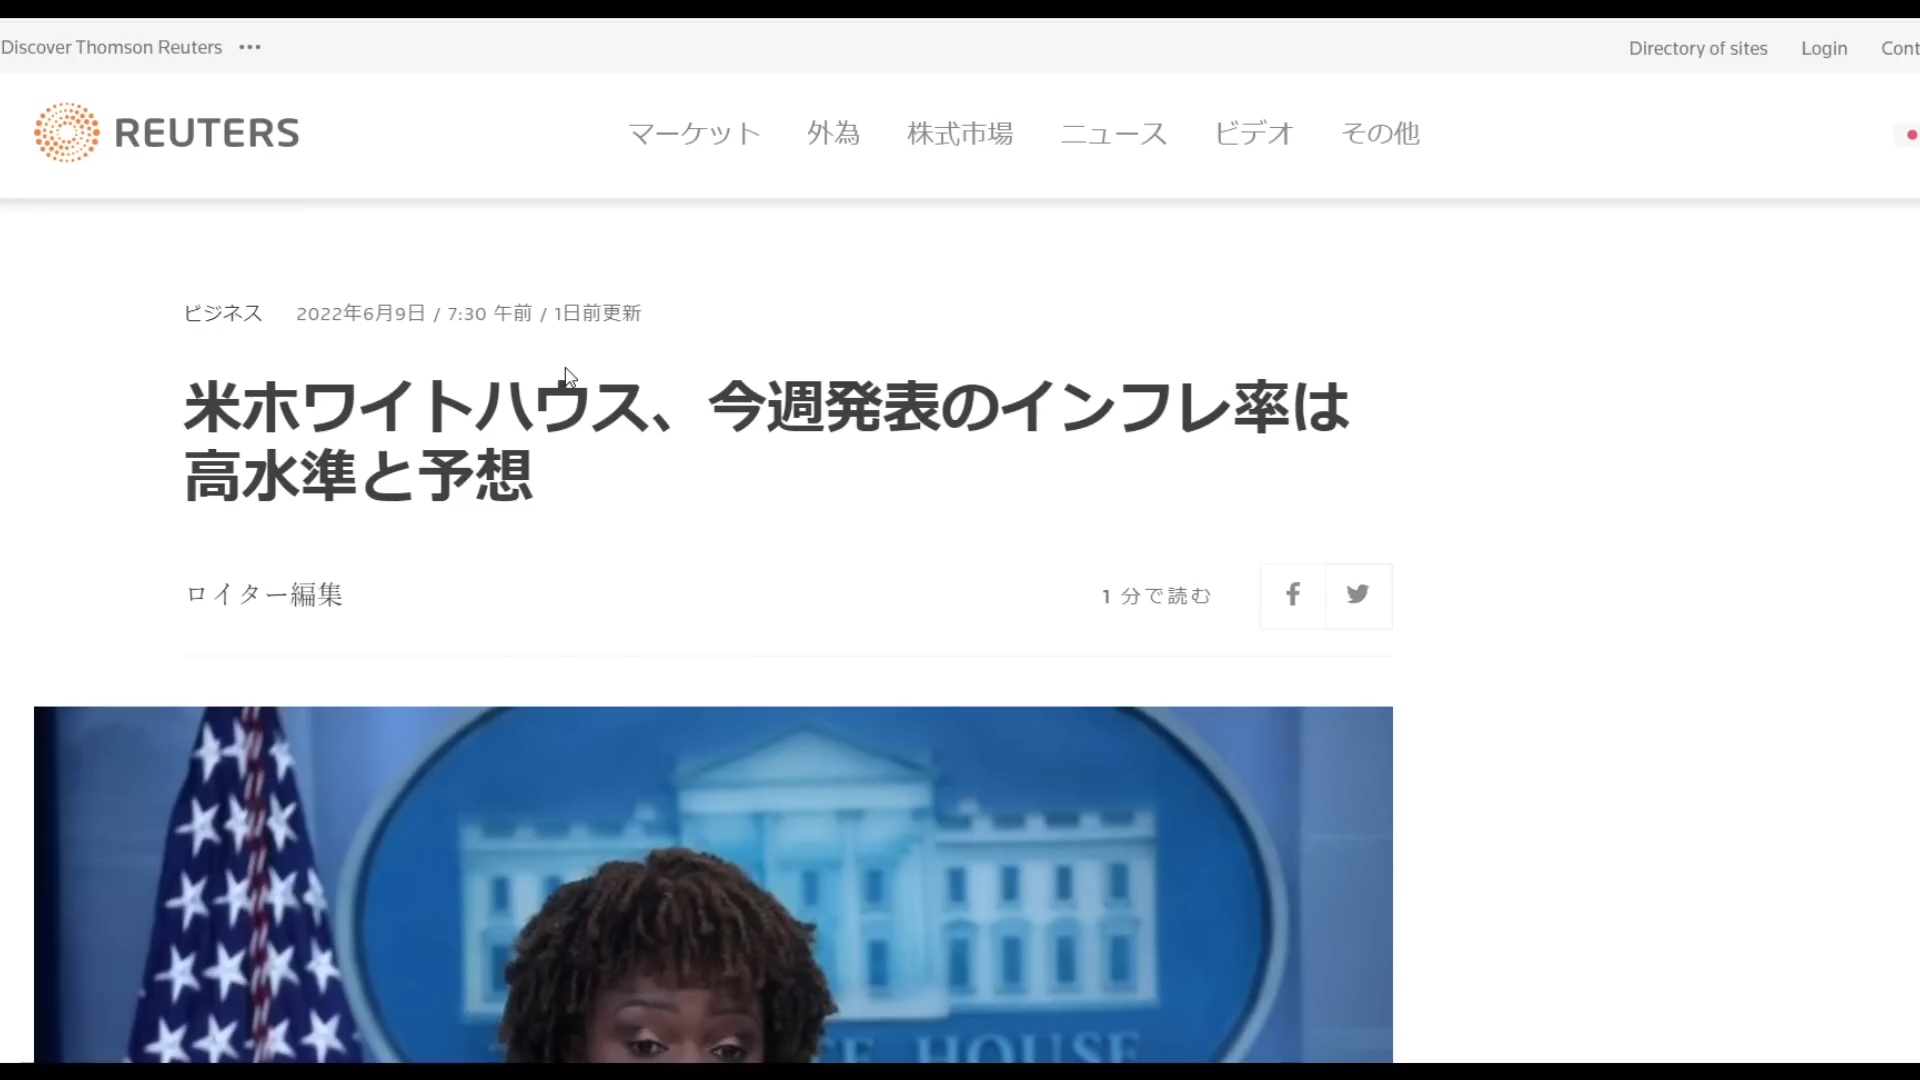 Discover Thomson Reuters •••
Directory of sites Login
REUTERS
マーケット 外為 株式市場 ニュース ビデオ その他
ビジネス 2022年6月9日 / 7:30 午前 / 1日前更新
米ホワイトハウス、今週発表のインフレ率は
高水準と予想
ロイター編集
1 分で読む
HOUSE